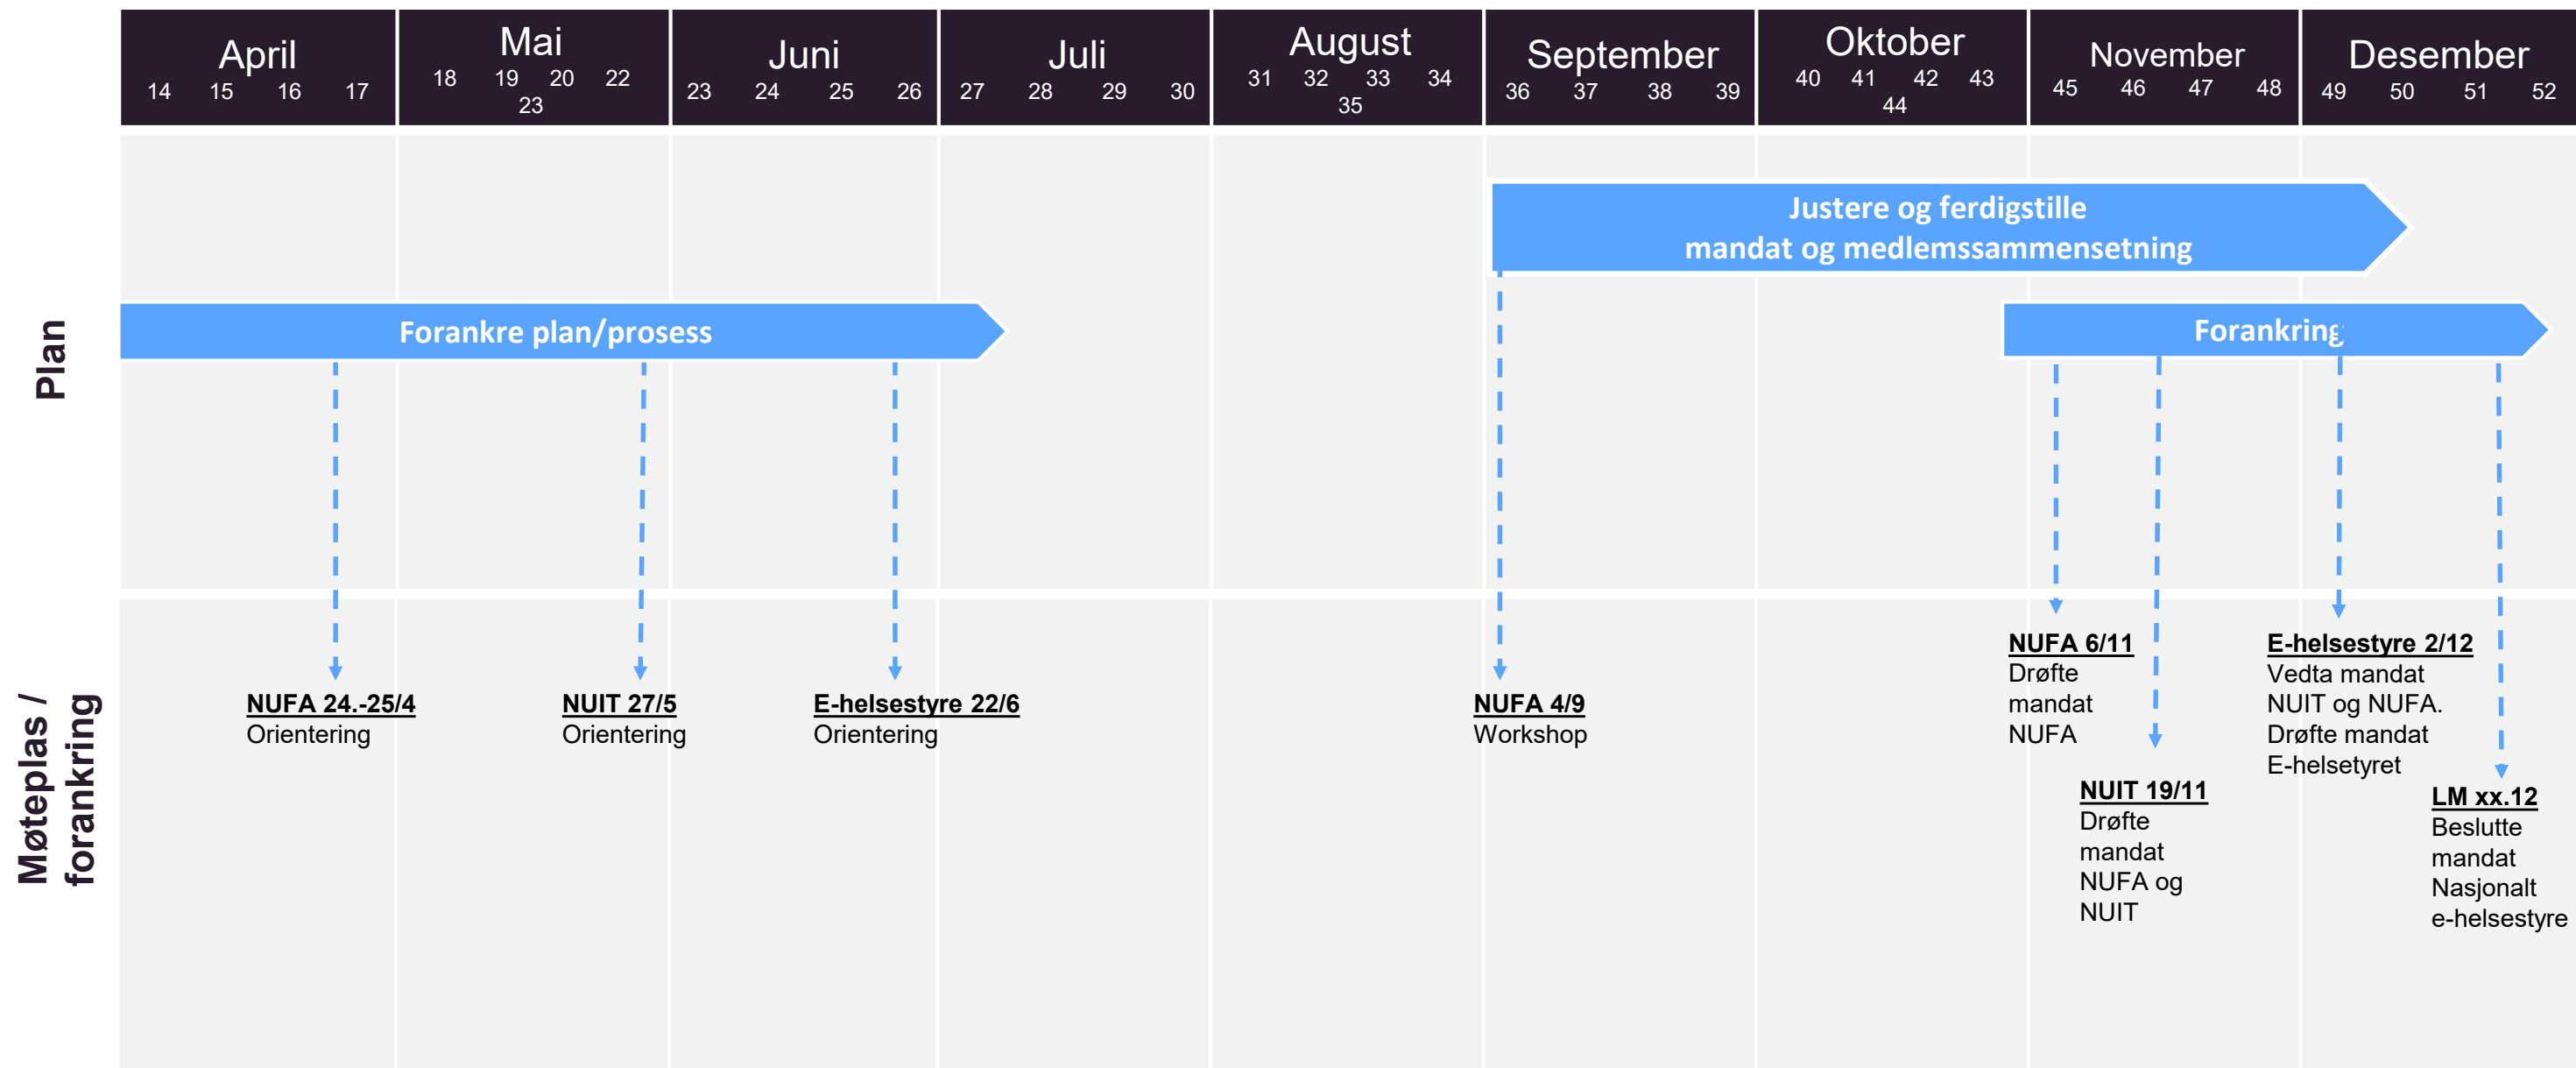 April
14 15 16 17
Mai
18 19 20 22
23
Juni
23 24 25 26
Juli
27 28 29 30
August
31 32 33 34
35
September
36 37 38 39
Oktober
40 41 42 43
44
November
45 46 47 48
Desember
49 50 51 52
Plan
Justere og ferdigstille
mandat og medlemssammensetning
Forankre plan/prosess
Forankring
Møteplas /
forankring
NUFA 24.-25/4
Orientering
NUIT 27/5
Orientering
E-helsestyre 22/6
Orientering
NUFA 4/9
Workshop
NUFA 6/11
Drøfte
mandat
NUFA
NUIT 19/11
Drøfte
mandat
NUFA og
NUIT
E-helsestyre 2/12
Vedta mandat
NUIT og NUFA.
Drøfte mandat
E-helsetyret
LM xx.12
Beslutte
mandat
Nasjonalt
e-helsestyre